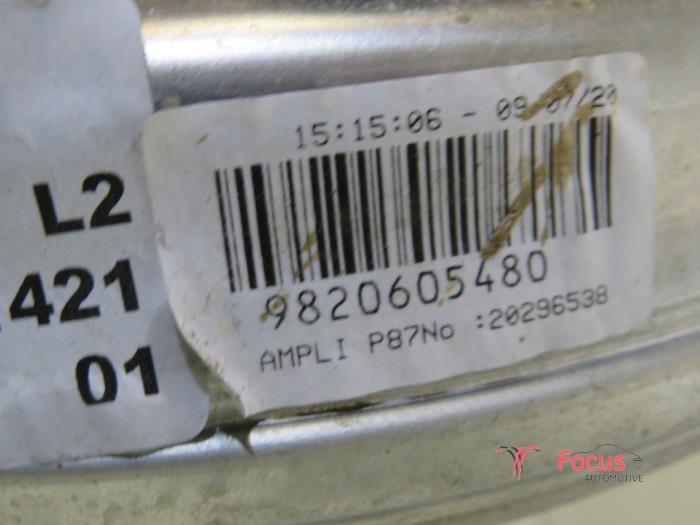 L2
421
01
15:15:06 - 09/07/20
9820605480
AMPLI P87No :20296538
Focus
AUTOMOTIVE